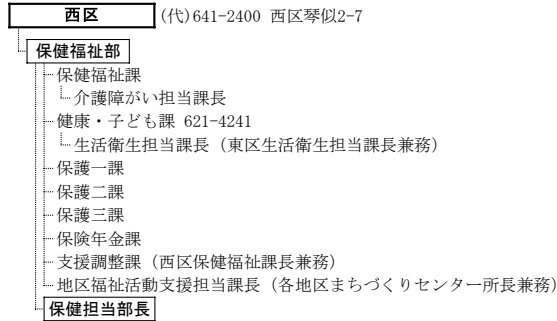 西区 (代)641-2400 西区琴似2-7
保健福祉部
保健福祉課
介護障がい担当課長
健康・子ども課 621-4241
生活衛生担当課長（東区生活衛生担当課長兼務）
保護一課
保護二課
保護三課
保険年金課
支援調整課（西区保健福祉課長兼務）
地区福祉活動支援担当課長（各地区まちづくりセンター所長兼務）
保健担当部長